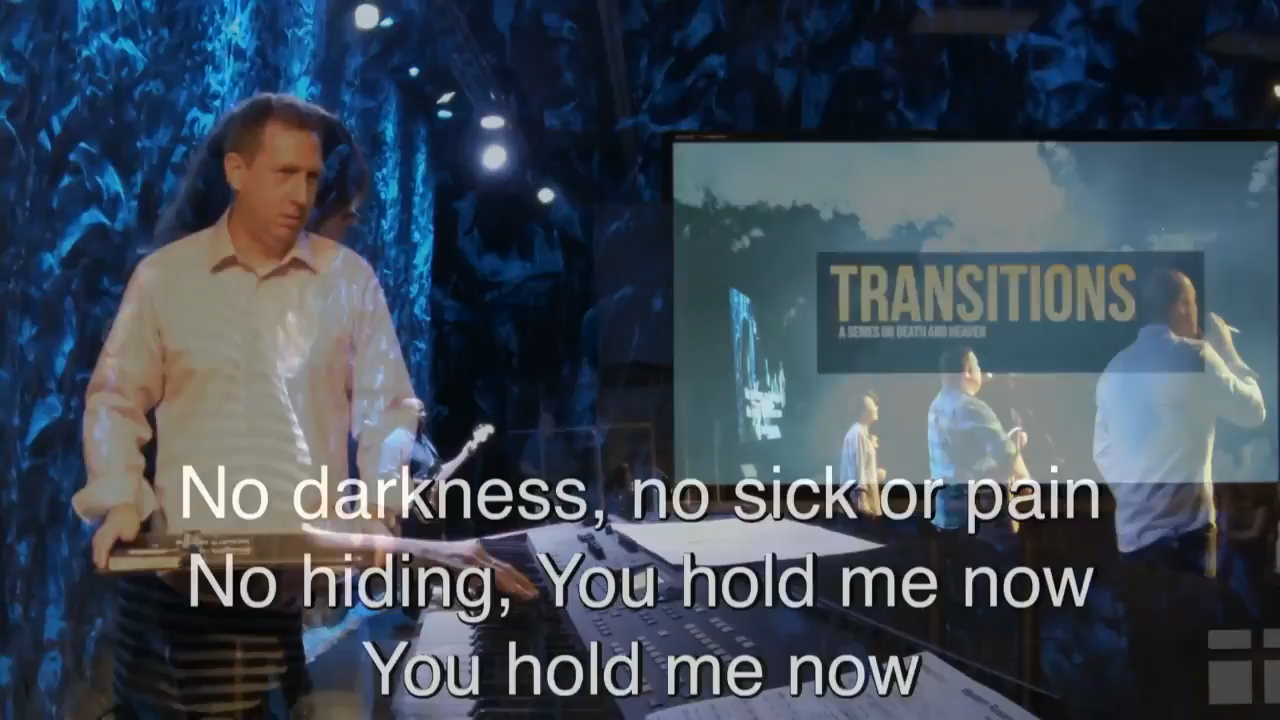 TRANSITIONS
A SERIES ON DEATH AND HEAVEN
No darkness, no sick or pain
No hiding, You hold me now
You hold me now